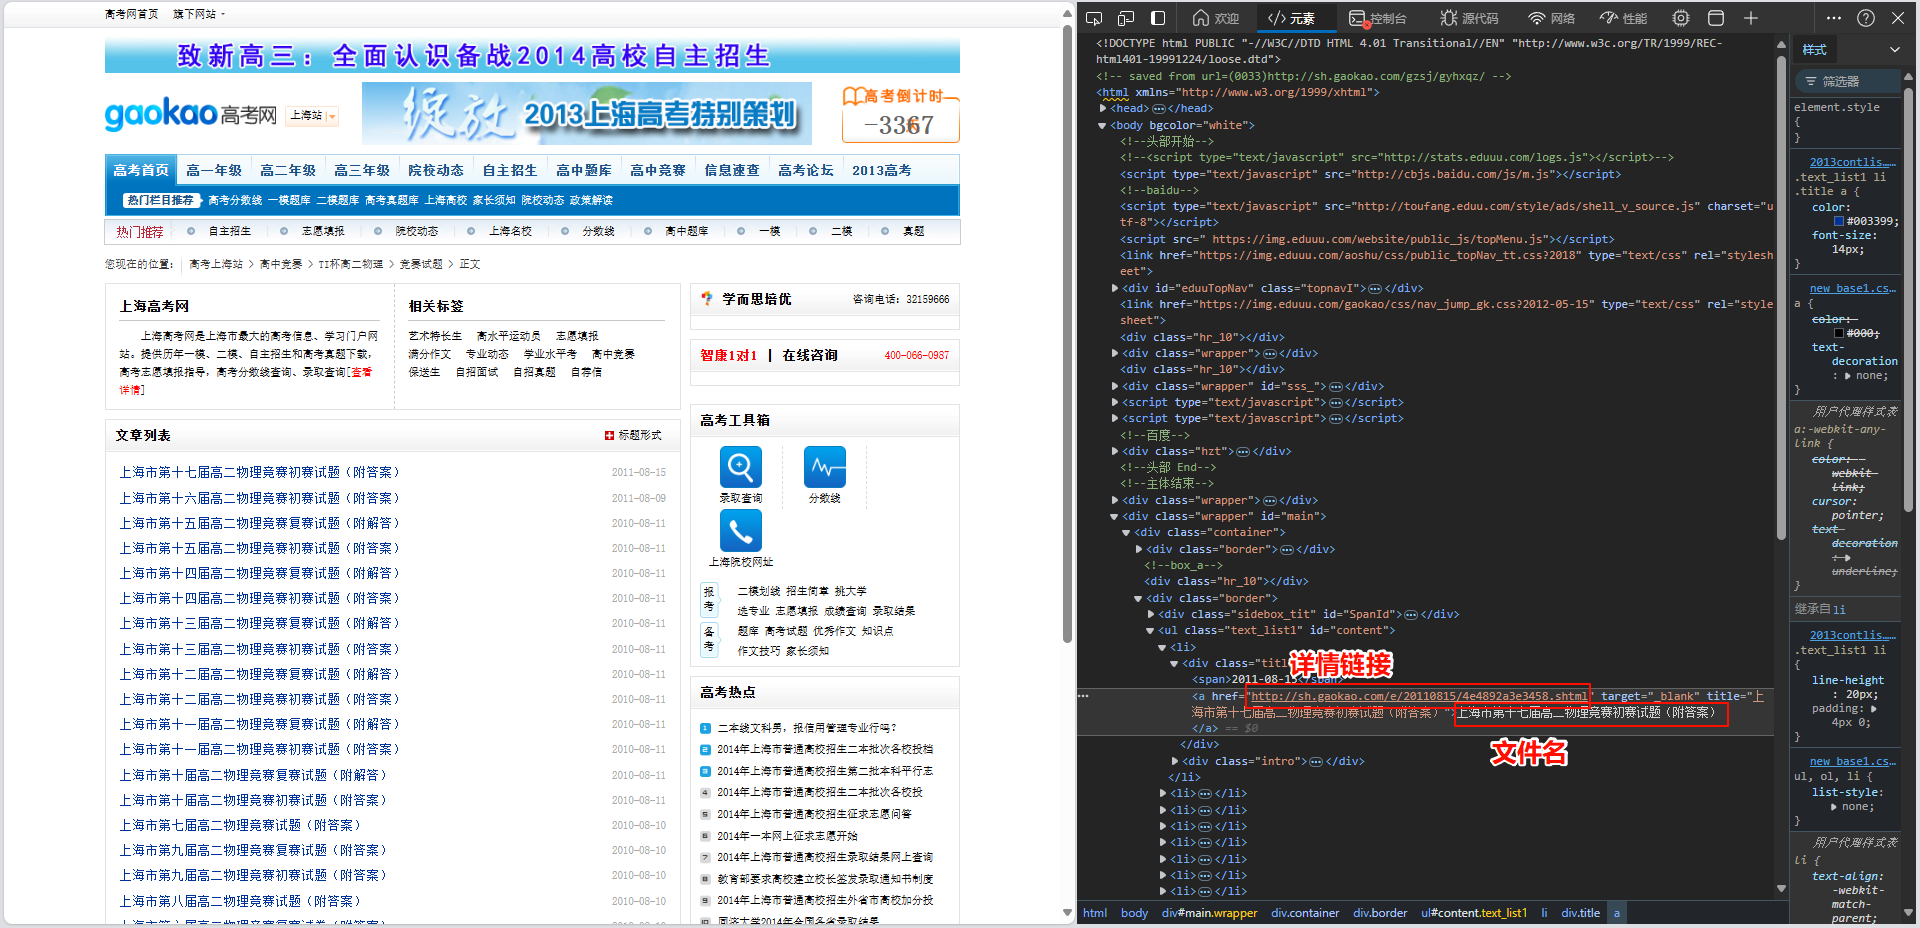 高考网首页 旗下网站
致新高三：全面认识备战2014高校自主招生
gaokao高考网 上海站
绽放 2013上海高考特别策划
高考倒计时
-3367天
高考首页 高一年级 高二年级 高三年级 院校动态 自主招生 高中题库 高中竞赛 信息速查 高考论坛 2013高考
热门栏目推荐 高考分数线 一模题库 二模题库 高考真题库 上海高校 家长须知 院校动态 政策解读
热门推荐 自主招生 志愿填报 院校动态 上海名校 分数线 高中题库 一模 二模 真题
您现在的位置： 高考上海站 > 高中竞赛 > TI杯高二物理 > 竞赛试题 > 正文
上海高考网
上海高考网是上海市最大的高考信息、学习门户网
站。提供历年一模、二模、自主招生和高考真题下载，
高考志愿填报指导，高考分数线查询、录取查询[查看
详情]
相关标签
艺术特长生 高水平运动员 志愿填报
满分作文 专业动态 学业水平考 高中竞赛
保送生 自招面试 自招真题 自荐信
学而思培优 咨询电话：32159666
智康1对1 | 在线咨询 400-066-0987
文章列表 标题形式
上海市第十七届高二物理竞赛初赛试题（附答案） 2011-08-15
上海市第十六届高二物理竞赛初赛试题（附答案） 2011-08-09
上海市第十五届高二物理竞赛复赛试题（附解答） 2010-08-11
上海市第十五届高二物理竞赛初赛试题（附答案） 2010-08-11
上海市第十四届高二物理竞赛复赛试题（附解答） 2010-08-11
上海市第十四届高二物理竞赛初赛试题（附答案） 2010-08-11
上海市第十三届高二物理竞赛复赛试题（附解答） 2010-08-11
上海市第十三届高二物理竞赛初赛试题（附答案） 2010-08-11
上海市第十二届高二物理竞赛复赛试题（附解答） 2010-08-11
上海市第十二届高二物理竞赛初赛试题（附答案） 2010-08-11
上海市第十一届高二物理竞赛复赛试题（附解答） 2010-08-11
上海市第十一届高二物理竞赛初赛试题（附答案） 2010-08-11
上海市第十届高二物理竞赛复赛试题（附解答） 2010-08-11
上海市第十届高二物理竞赛初赛试题（附答案） 2010-08-11
上海市第七届高二物理竞赛试题（附答案） 2010-08-10
上海市第九届高二物理竞赛复赛试题（附答案） 2010-08-10
上海市第九届高二物理竞赛初赛试题（附答案） 2010-08-10
上海市第八届高二物理竞赛试题（附答案） 2010-08-10
高考工具箱
录取查询 分数线
上海院校网址
报考 二模划线 招生简章 挑大学
选专业 志愿填报 成绩查询 录取结果
备考 题库 高考试题 优秀作文 知识点
作文技巧 家长须知
高考热点
1 二本线文科男，报信用管理专业行吗？
2 2014年上海市普通高校招生二本批次各校投档
3 2014年上海市普通高校招生第二批本科平行志
4 2014年上海市普通高校招生二本批次各校投
5 2014年上海市普通高校招生征求志愿问答
6 2014年一本网上征求志愿开始
7 2014年上海市普通高校招生录取结果网上查询
8 教育部要求高校建立校长签发录取通知书制度
9 2014年上海市普通高校招生外省市高校加分投
10 同济大学2014年全国各省录取结果
欢迎 </> 元素 控制台 源代码 网络 性能
<!DOCTYPE html PUBLIC "-//W3C//DTD HTML 4.01 Transitional//EN" "http://www.w3c.org/TR/1999/REC-
html401-19991224/loose.dtd">
<!-- saved from url=(0033)http://sh.gaokao.com/gzsj/gyhxqz/ -->
<html xmlns="http://www.w3.org/1999/xhtml">
<head>…</head>
<body bgcolor="white">
<!--头部开始-->
<!--<script type="text/javascript" src="http://stats.eduuu.com/logs.js"></script>-->
<script type="text/javascript" src="http://cbjs.baidu.com/js/m.js"></script>
<!--baidu-->
<script type="text/javascript" src="http://toufang.eduu.com/style/ads/shell_v_source.js" charset="u
tf-8"></script>
<script src=" https://img.eduuu.com/website/public_js/topMenu.js"></script>
<link href="https://img.eduuu.com/aoshu/css/public_topNav_tt.css?2018" type="text/css" rel="stylesh
eet">
<div id="eduuTopNav" class="topnavI">…</div>
<link href="https://img.eduuu.com/gaokao/css/nav_jump_gk.css?2012-05-15" type="text/css" rel="style
sheet">
<div class="hr_10"></div>
<div class="wrapper">…</div>
<div class="hr_10"></div>
<div class="wrapper" id="sss_">…</div>
<script type="text/javascript">…</script>
<script type="text/javascript">…</script>
<!--百度-->
<div class="hzt">…</div>
<!--头部 End-->
<!--主体结束-->
<div class="wrapper">…</div>
<div class="wrapper" id="main">
<div class="container">
<div class="border">…</div>
<!--box_a-->
<div class="hr_10"></div>
<div class="border">
<div class="sidebox_tit" id="SpanId">…</div>
<ul class="text_list1" id="content">
<li>
<div class="titl
详情链接
<span>2011-08-15</span>
<a href="http://sh.gaokao.com/e/20110815/4e4892a3e3458.shtml" target="_blank" title="上
海市第十七届高二物理竞赛初赛试题（附答案）">上海市第十七届高二物理竞赛初赛试题（附答案）
</a> == $0
文件名
</div>
<div class="intro">…</div>
</li>
<li>…</li>
<li>…</li>
<li>…</li>
<li>…</li>
<li>…</li>
<li>…</li>
<li>…</li>
html body div#main.wrapper div.container div.border ul#content.text_list1 li div.title a
样式
筛选器
element.style
{
}
2013contlis…
.text_list1 li
.title a {
color:
#003399;
font-size:
14px;
}
new_base1.cs…
a {
color:
#000;
text-
decoration
: none;
}
用户代理样式表
a:-webkit-any-
link {
color: -
webkit-
link;
cursor:
pointer;
text-
decoration
:
underline;
}
继承自 li
2013contlis…
.text_list1 li
{
line-height
: 20px;
padding:
4px 0;
}
new_base1.cs…
ul, ol, li {
list-style:
none;
}
用户代理样式表
li {
text-align:
-webkit-
match-
parent;